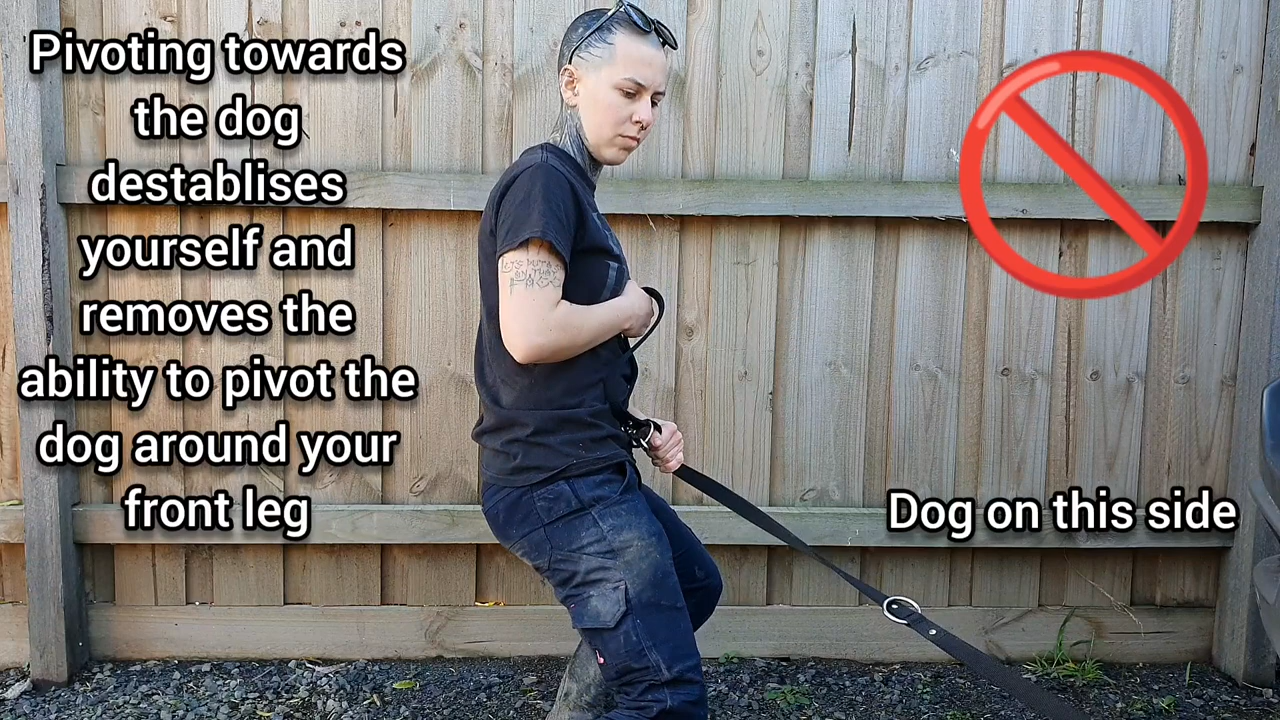 Pivoting towards
the dog
destablises
yourself and
removes the
ability to pivot the
dog around your
front leg
Dog on this side